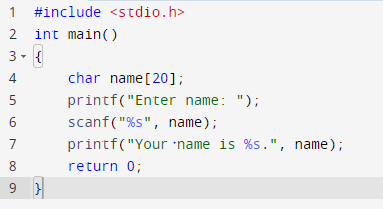 1 #include <stdio.h>
2 int main()
3 {
4 char name[20];
5 printf("Enter name: ");
6 scanf("%s", name);
7 printf("Your name is %s.", name);
8 return 0;
9 }